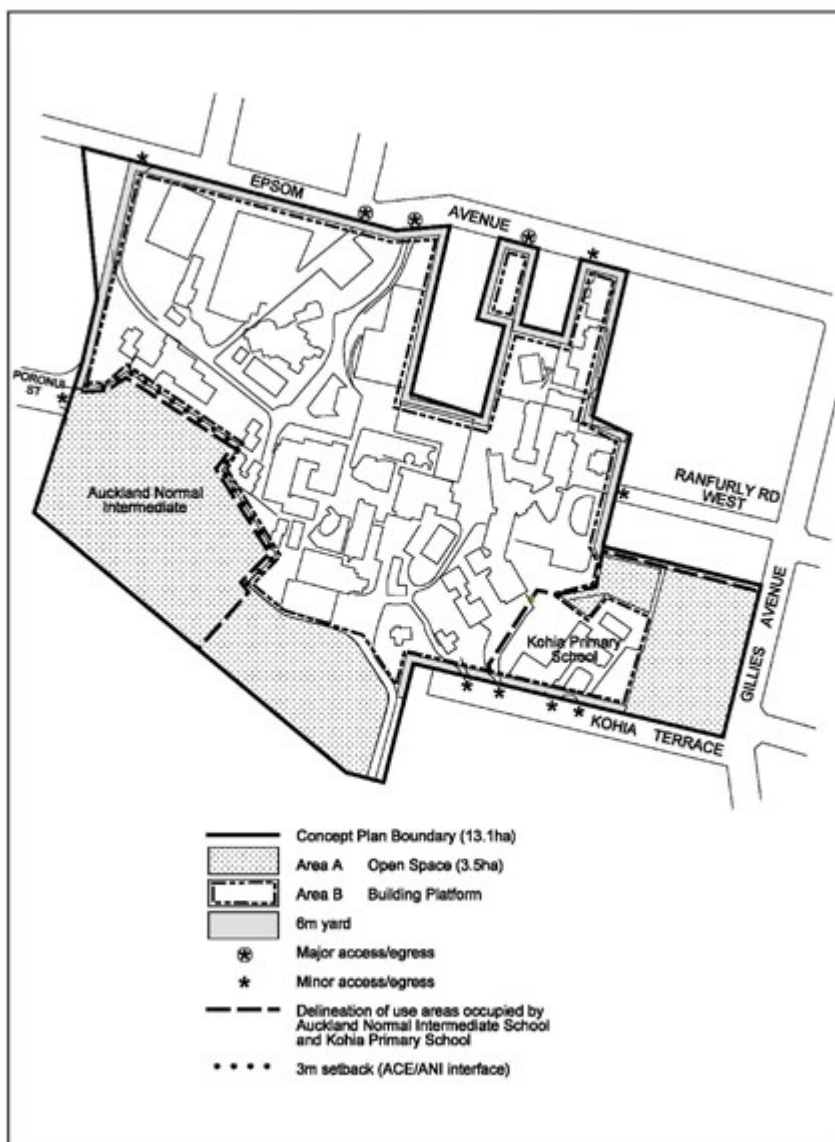 EPSOM AVENUE
PORONUI
ST
Auckland Normal
Intermediate
RANFURLY RD
WEST
GILLIES AVENUE
Kohia Primary
School
KOHIA TERRACE
Concept Plan Boundary (13.1ha)
Area A Open Space (3.5ha)
Area B Building Platform
6m yard
Major access/egress
Minor access/egress
Delineation of use areas occupied by
Auckland Normal Intermediate School
and Kohia Primary School
3m setback (ACE/ANI interface)